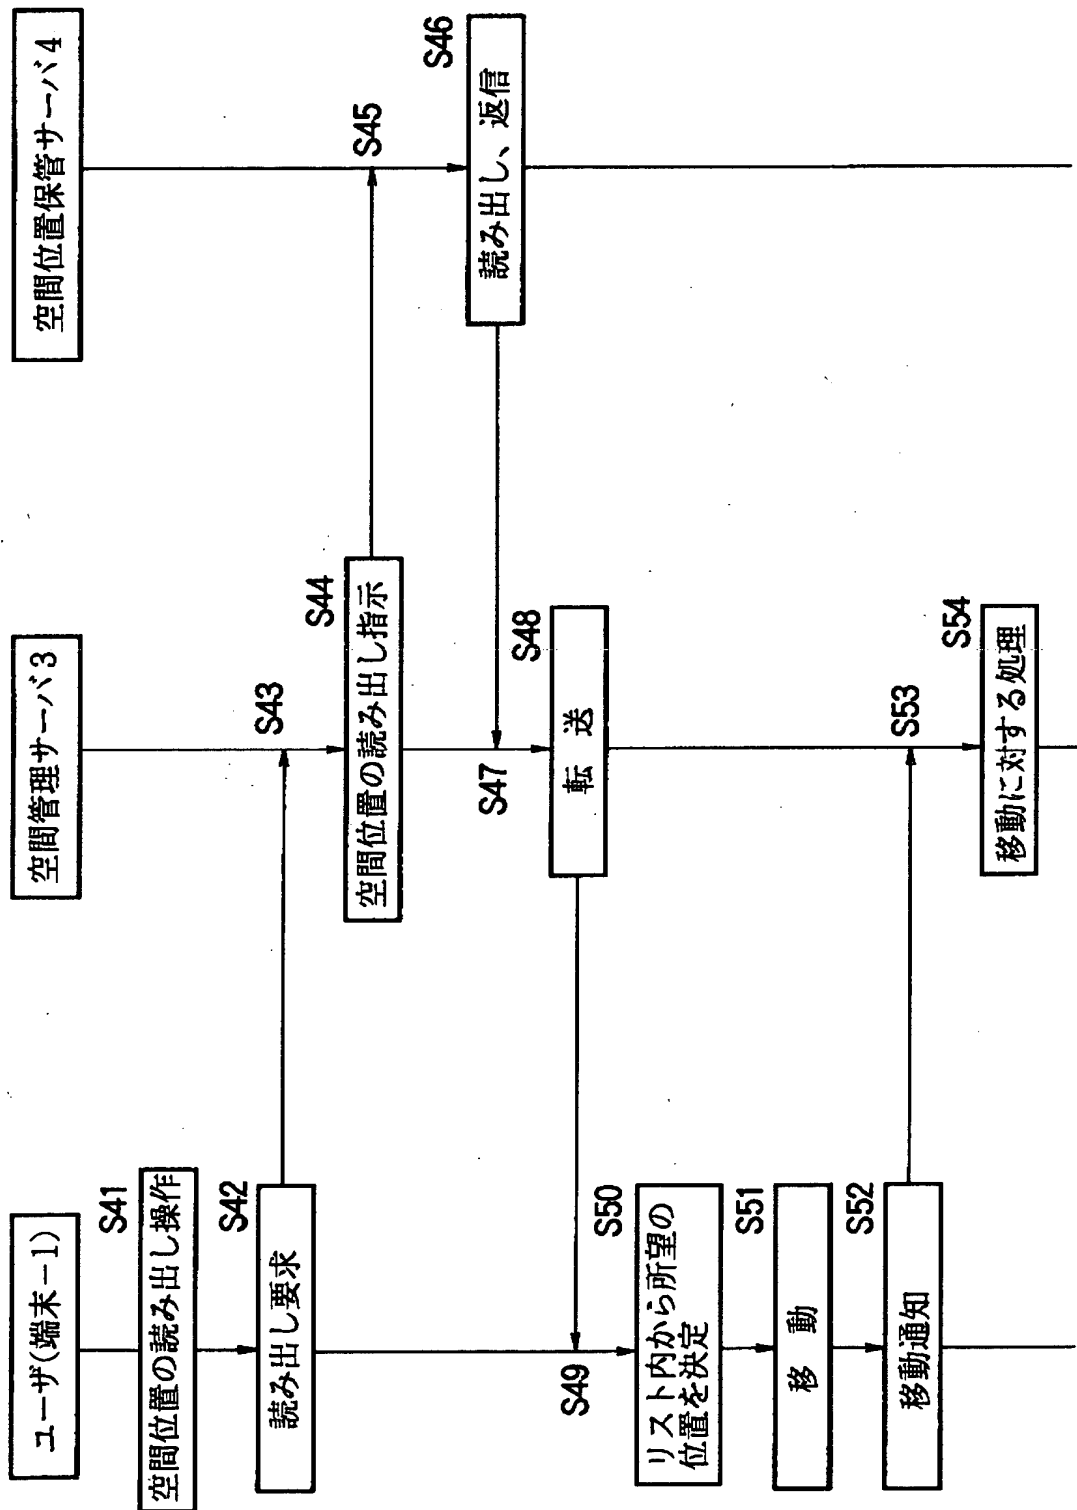 ユーザ(端末-1)
空間管理サーバ3
空間位置保管サーバ4
S41
空間位置の読み出し操作
S42
読み出し要求
S43
S44
空間位置の読み出し指示
S45
S46
読み出し、返信
S47
S48
転 送
S49
S50
リスト内から所望の
位置を決定
S51
移 動
S52
移動通知
S53
S54
移動に対する処理